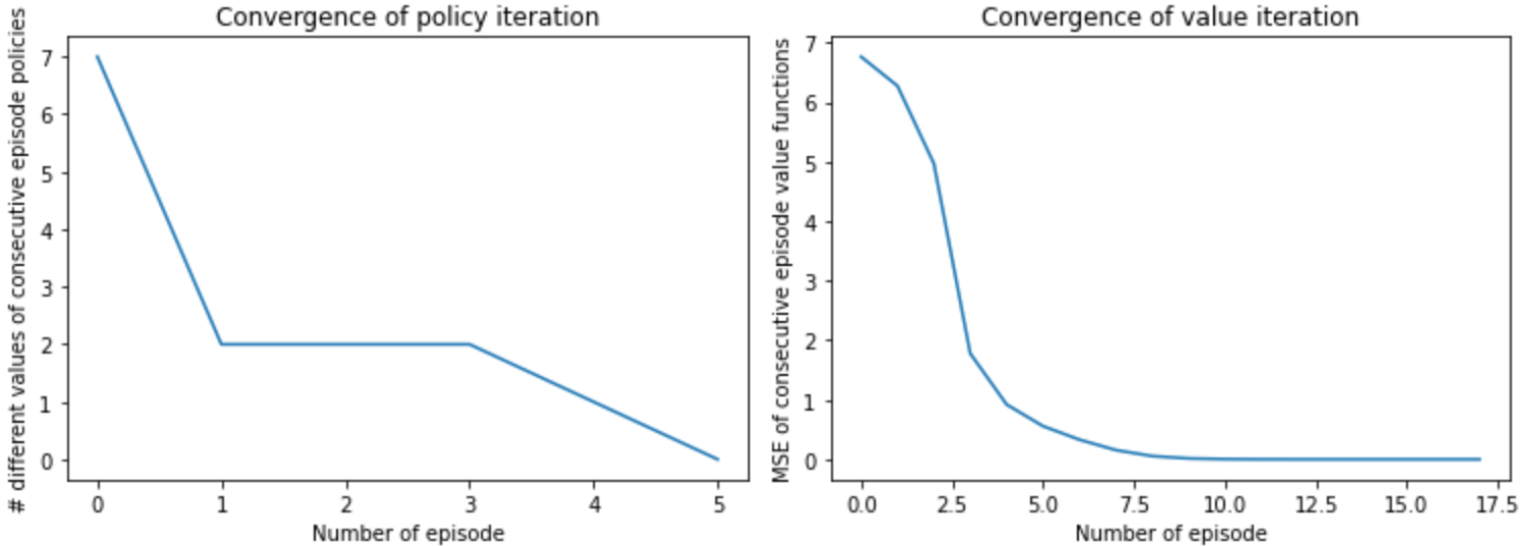 Convergence of policy iteration
# different values of consecutive episode policies
7
6
5
4
3
2
1
0
0 1 2 3 4 5
Number of episode
Convergence of value iteration
MSE of consecutive episode value functions
7
6
5
4
3
2
1
0
0.0 2.5 5.0 7.5 10.0 12.5 15.0 17.5
Number of episode